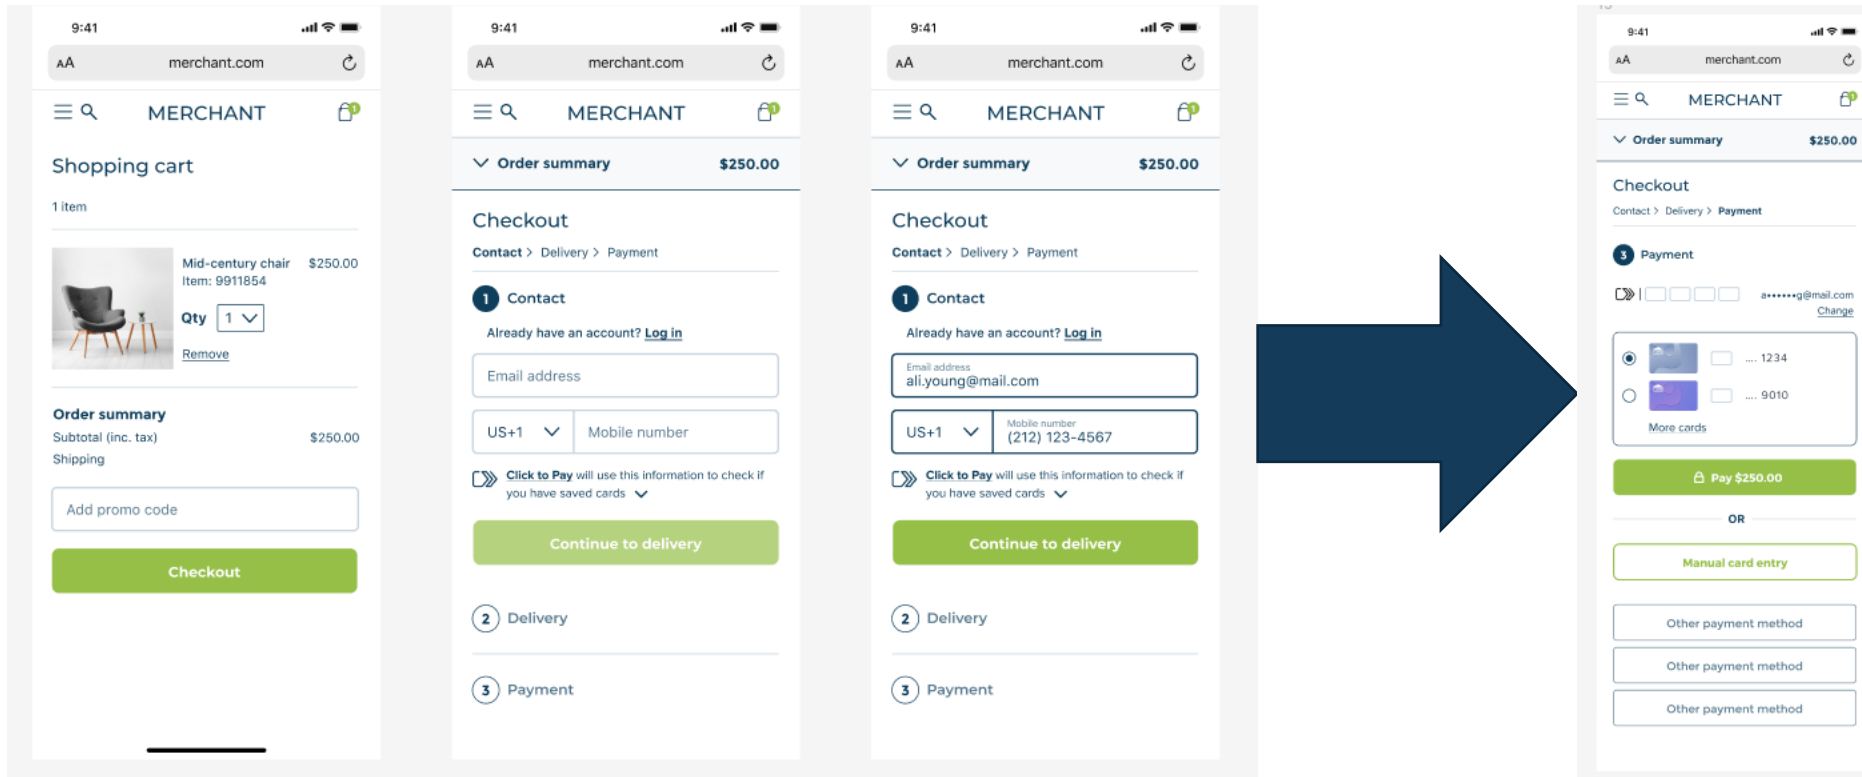 9:41
AA merchant.com
MERCHANT 1
Shopping cart
1 item
Mid-century chair $250.00
Item: 9911854
Qty 1
Remove
Order summary
Subtotal (inc. tax) $250.00
Shipping
Add promo code
Checkout
9:41
AA merchant.com
MERCHANT 1
Order summary $250.00
Checkout
Contact > Delivery > Payment
1 Contact
Already have an account? Log in
Email address
US+1 Mobile number
Click to Pay will use this information to check if
you have saved cards
Continue to delivery
2 Delivery
3 Payment
9:41
AA merchant.com
MERCHANT 1
Order summary $250.00
Checkout
Contact > Delivery > Payment
1 Contact
Already have an account? Log in
Email address
ali.young@mail.com
US+1 Mobile number
(212) 123-4567
Click to Pay will use this information to check if
you have saved cards
Continue to delivery
2 Delivery
3 Payment
9:41
AA merchant.com
MERCHANT 1
Order summary $250.00
Checkout
Contact > Delivery > Payment
3 Payment
a••••••g@mail.com
Change
.... 1234
.... 9010
More cards
Pay $250.00
OR
Manual card entry
Other payment method
Other payment method
Other payment method